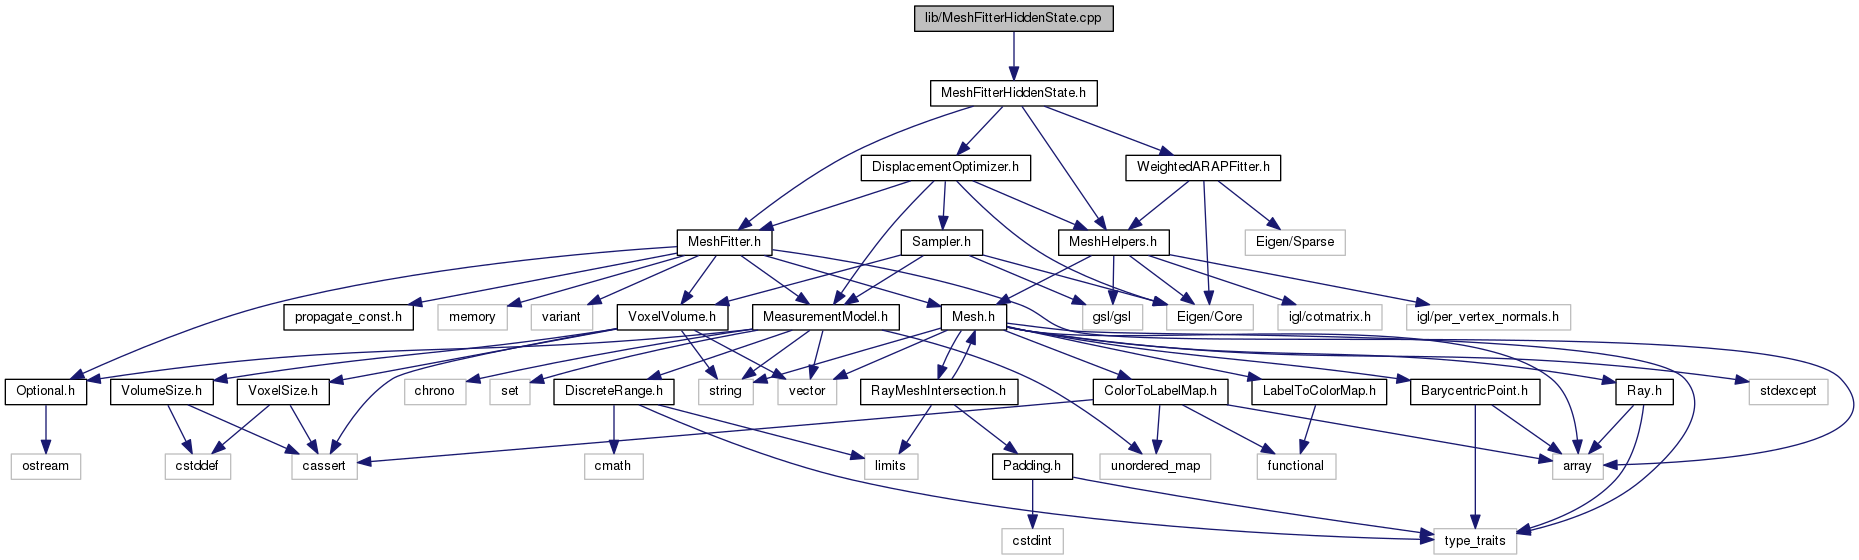 lib/MeshFitterHiddenState.cpp
MeshFitterHiddenState.h
DisplacementOptimizer.h
WeightedARAPFitter.h
MeshFitter.h
Sampler.h
MeshHelpers.h
Eigen/Sparse
propagate_const.h
memory
variant
VoxelVolume.h
MeasurementModel.h
Mesh.h
gsl/gsl
Eigen/Core
igl/cotmatrix.h
igl/per_vertex_normals.h
Optional.h
VolumeSize.h
VoxelSize.h
chrono
set
DiscreteRange.h
string
vector
RayMeshIntersection.h
ColorToLabelMap.h
LabelToColorMap.h
BarycentricPoint.h
Ray.h
stdexcept
ostream
cstddef
cassert
cmath
limits
Padding.h
unordered_map
functional
array
cstdint
type_traits